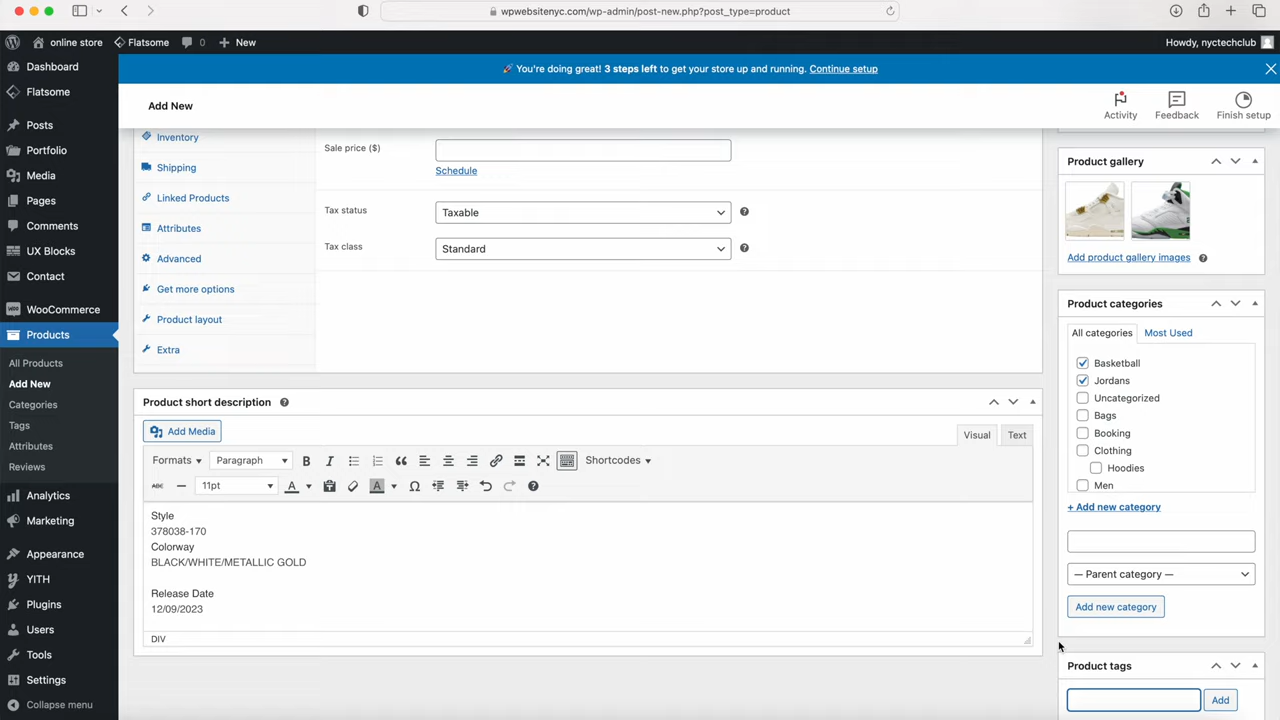 wpwebsitenyc.com/wp-admin/post-new.php?post_type=product
online store
Flatsome
0
New
Howdy, nyctechclub
Dashboard
Flatsome
Posts
Portfolio
Media
Pages
Comments
UX Blocks
Contact
WooCommerce
Products
All Products
Add New
Categories
Tags
Attributes
Reviews
Analytics
Marketing
Appearance
YITH
Plugins
Users
Tools
Settings
Collapse menu
🚀 You're doing great! 3 steps left to get your store up and running. Continue setup
Add New
Activity
Feedback
Finish setup
Inventory
Shipping
Linked Products
Attributes
Advanced
Get more options
Product layout
Extra
Sale price ($)
Schedule
Tax status
Taxable
Tax class
Standard
Product short description
Add Media
Visual
Text
Formats
Paragraph
B
I
Shortcodes
ABC
11pt
A
A
Ω
Style
378038-170
Colorway
BLACK/WHITE/METALLIC GOLD
Release Date
12/09/2023
DIV
Product gallery
Add product gallery images
Product categories
All categories
Most Used
Basketball
Jordans
Uncategorized
Bags
Booking
Clothing
Hoodies
Men
+ Add new category
— Parent category —
Add new category
Product tags
Add